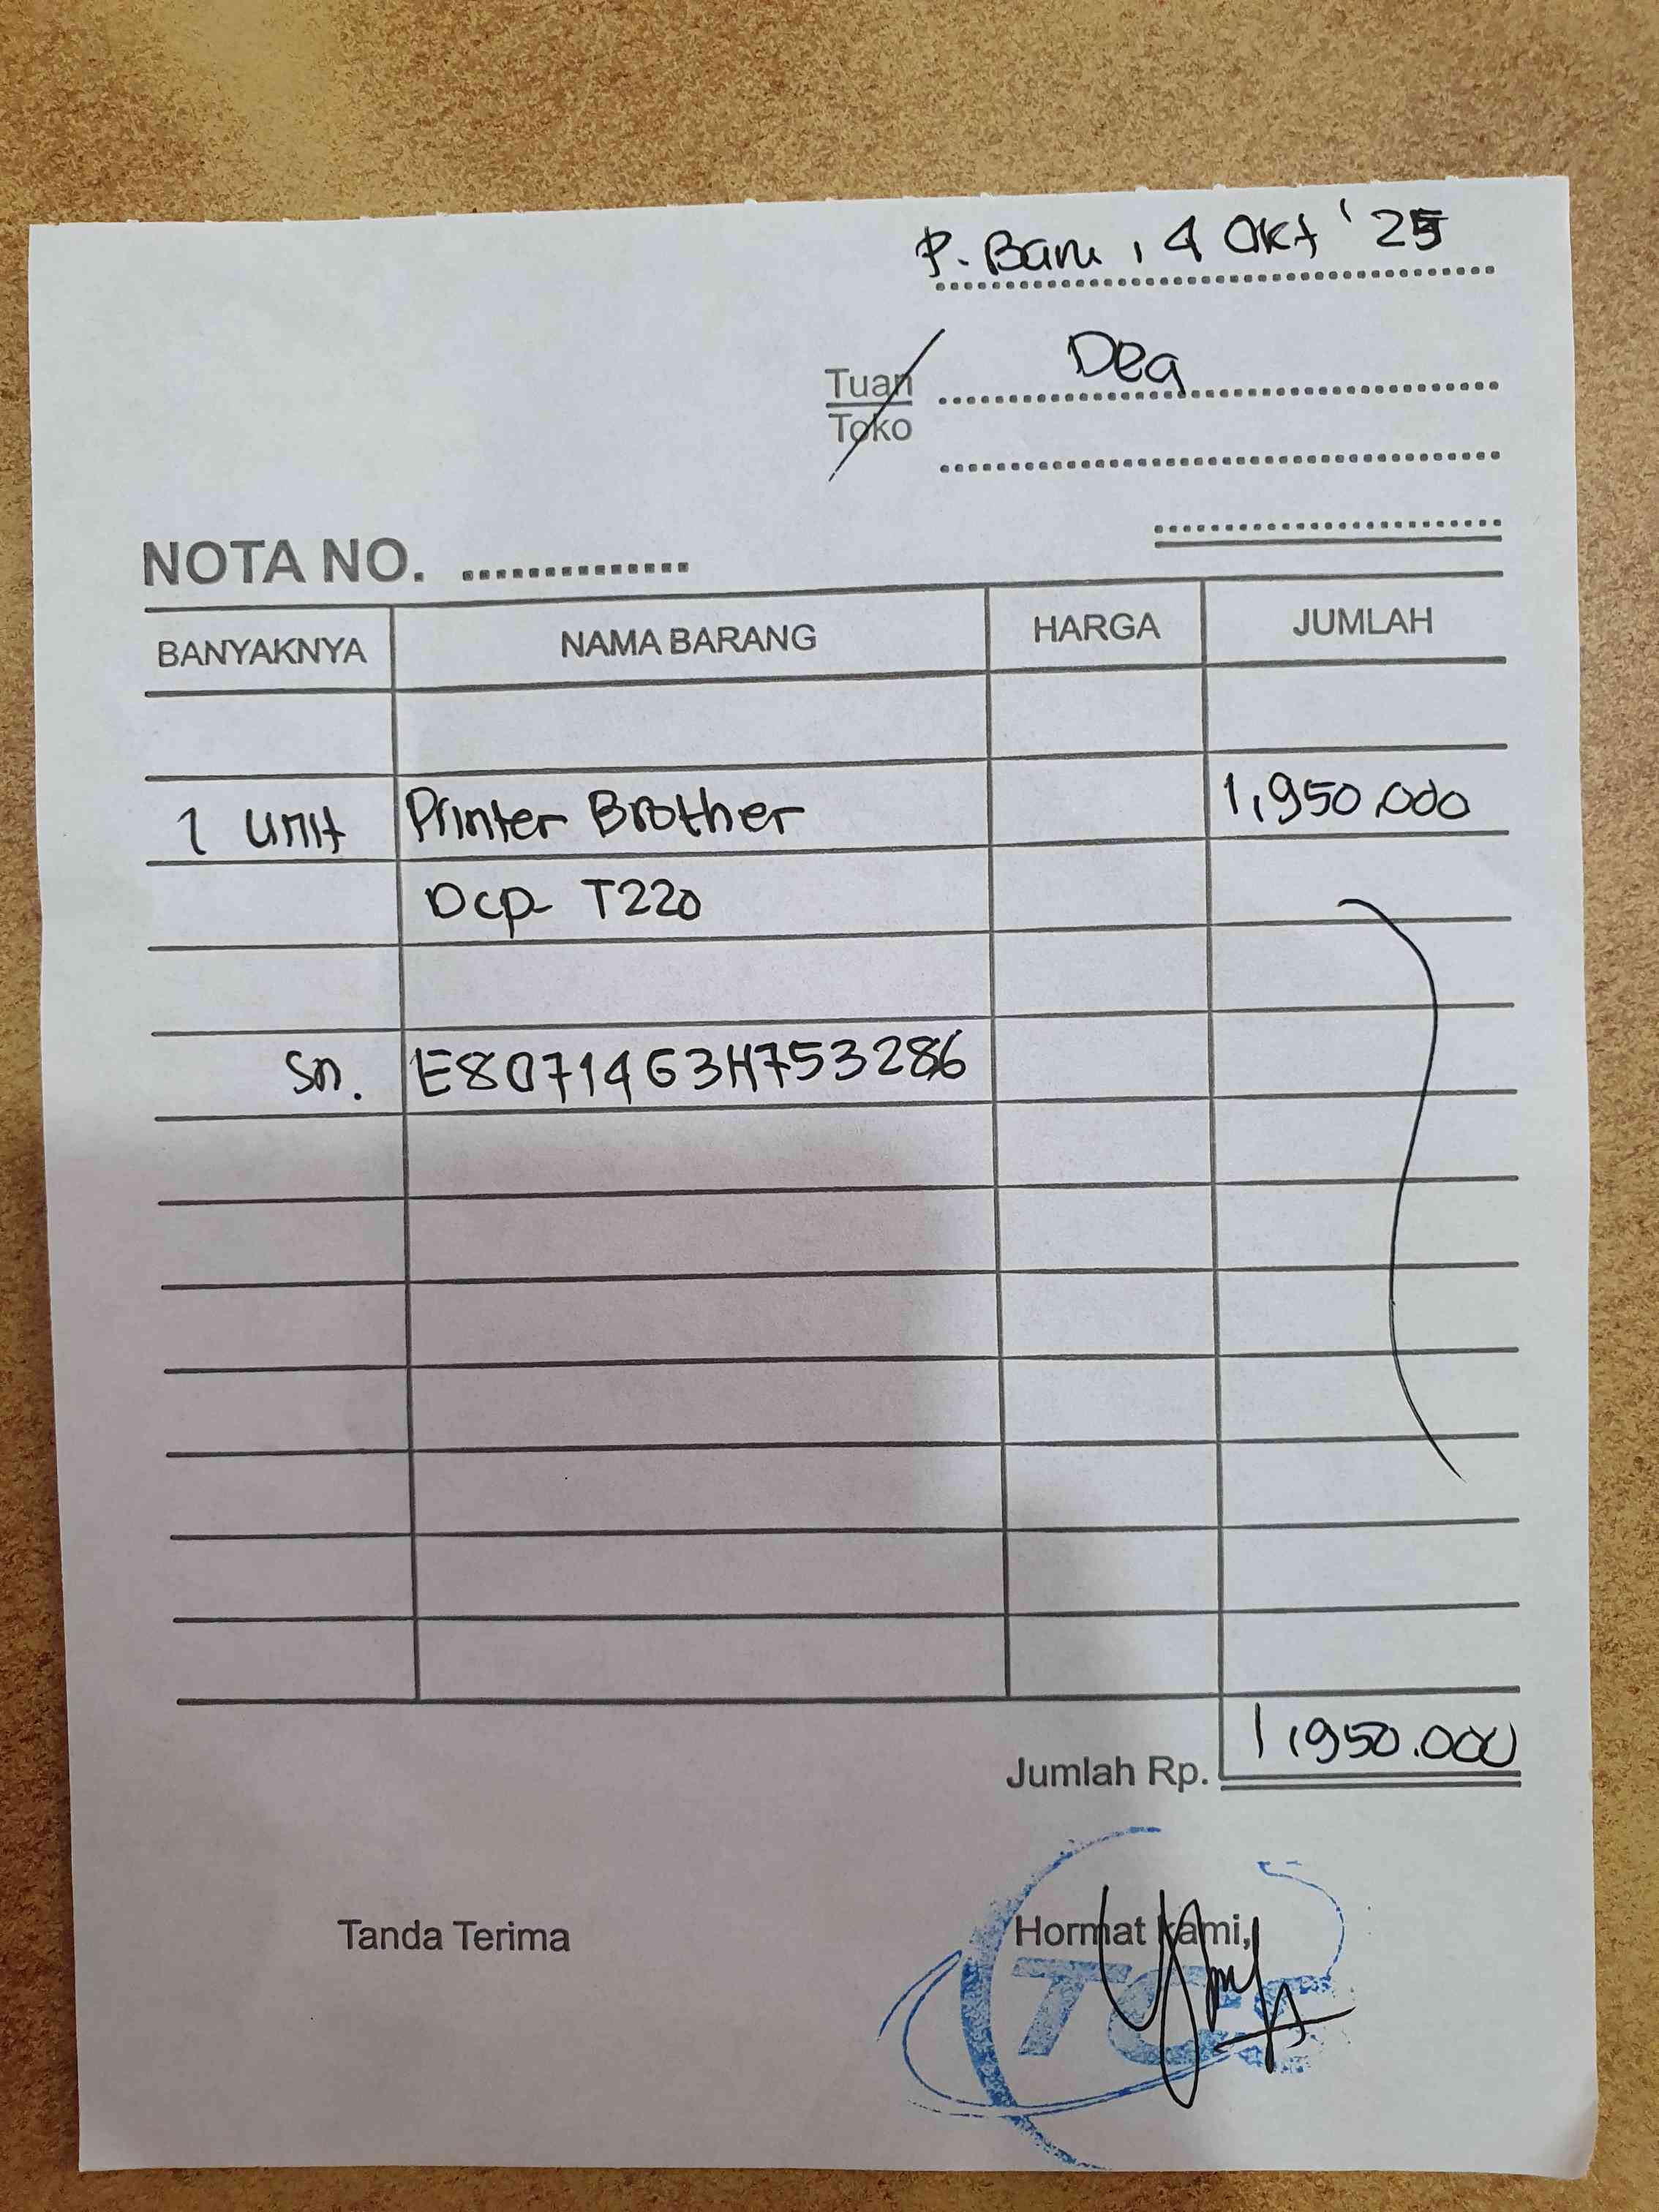 P. Baru, 4 Okt '25
Tuan Dea
Toko
NOTA NO. ..............
BANYAKNYA NAMA BARANG HARGA JUMLAH
1 unit Printer Brother 1,950.000
Dcp- T220
Sn. E80714G3H753286
Jumlah Rp. 1,950.000
Tanda Terima Hormat kami,